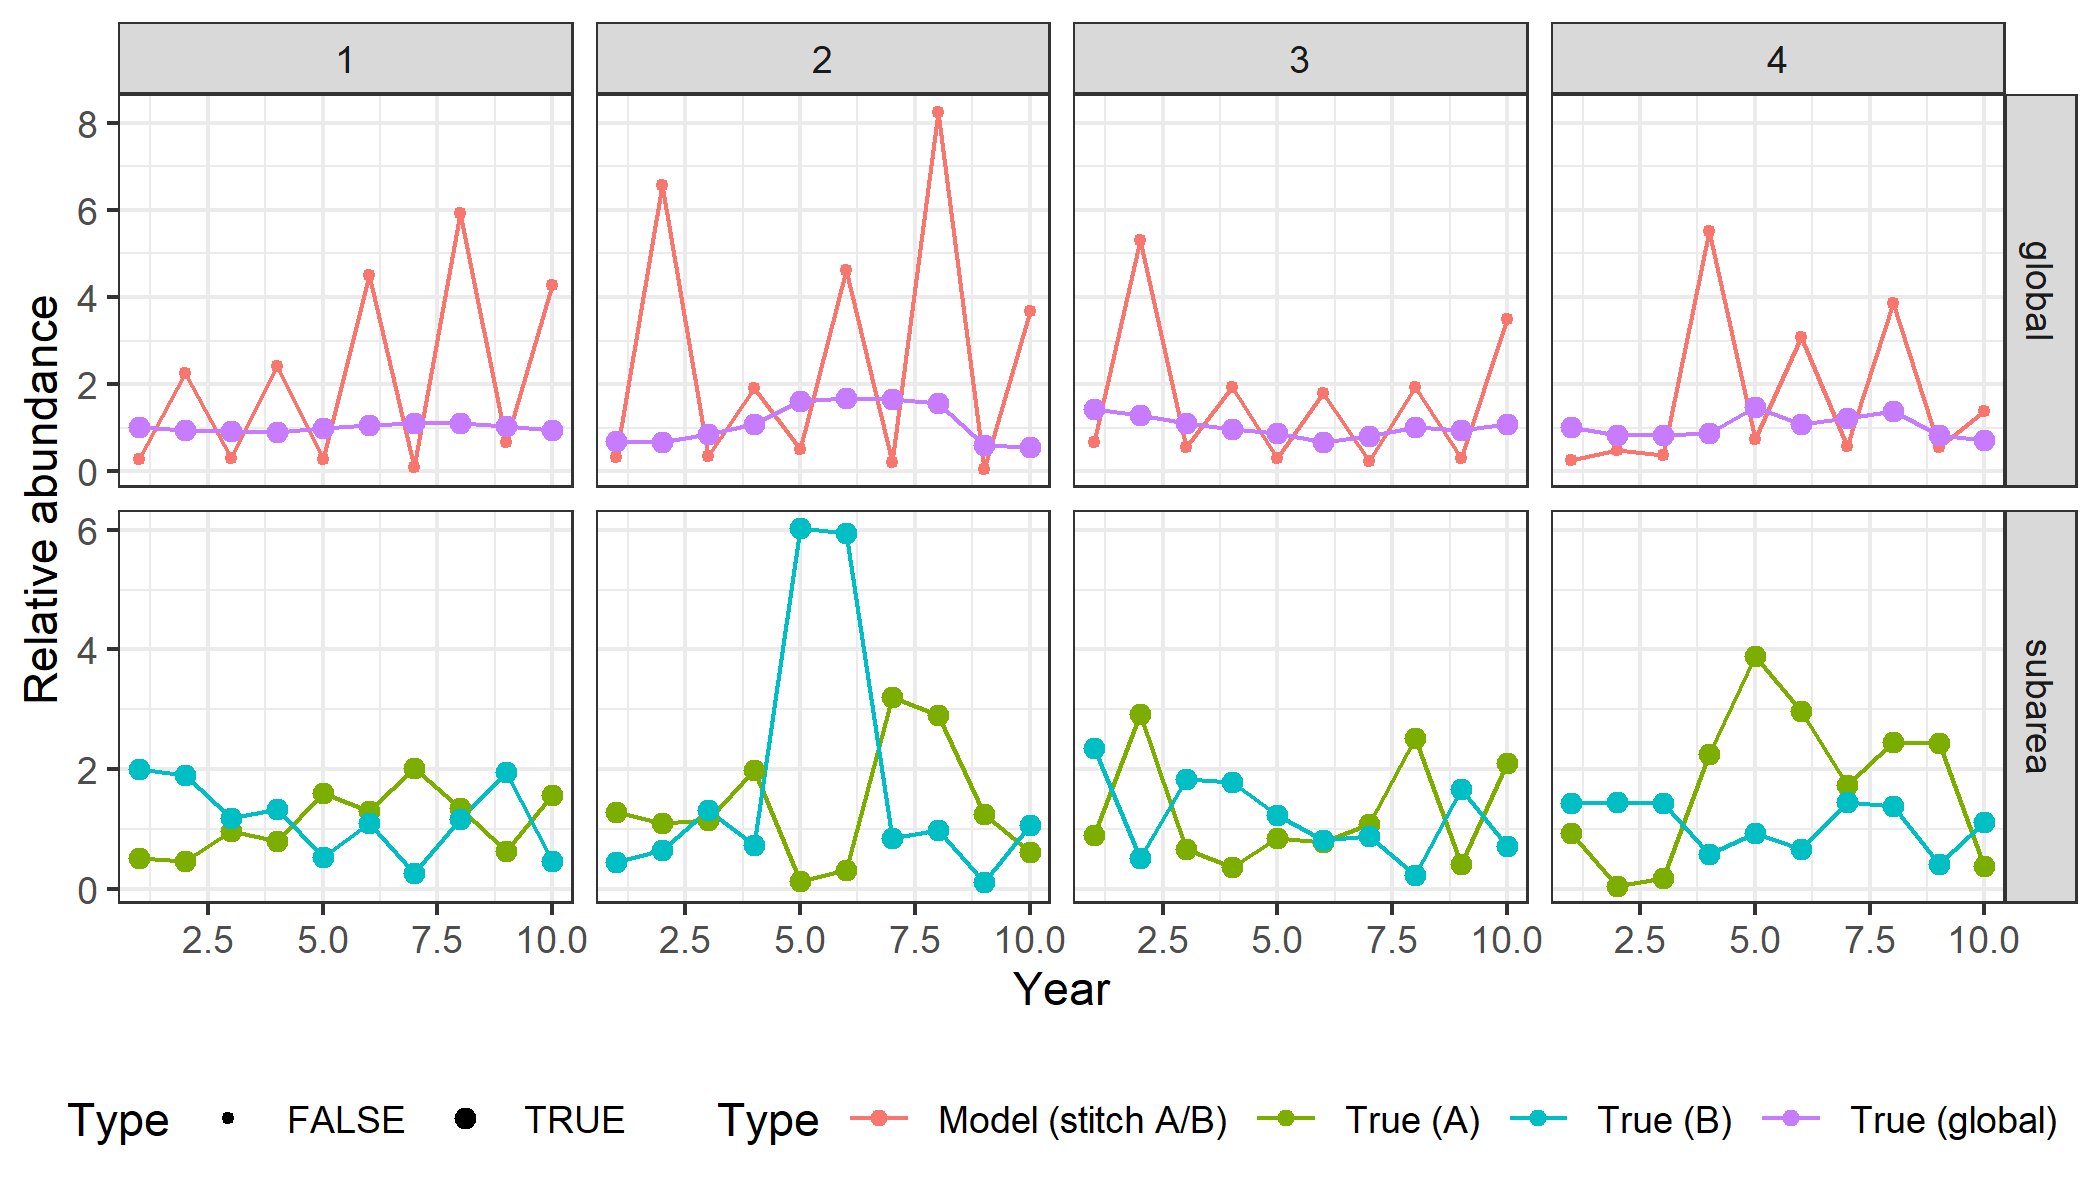 1 2 3 4
8
6
4
2
0
global
6
4
2
0
subarea
Relative abundance
2.5 5.0 7.5 10.0 2.5 5.0 7.5 10.0 2.5 5.0 7.5 10.0 2.5 5.0 7.5 10.0
Year
Type FALSE TRUE Type Model (stitch A/B) True (A) True (B) True (global)